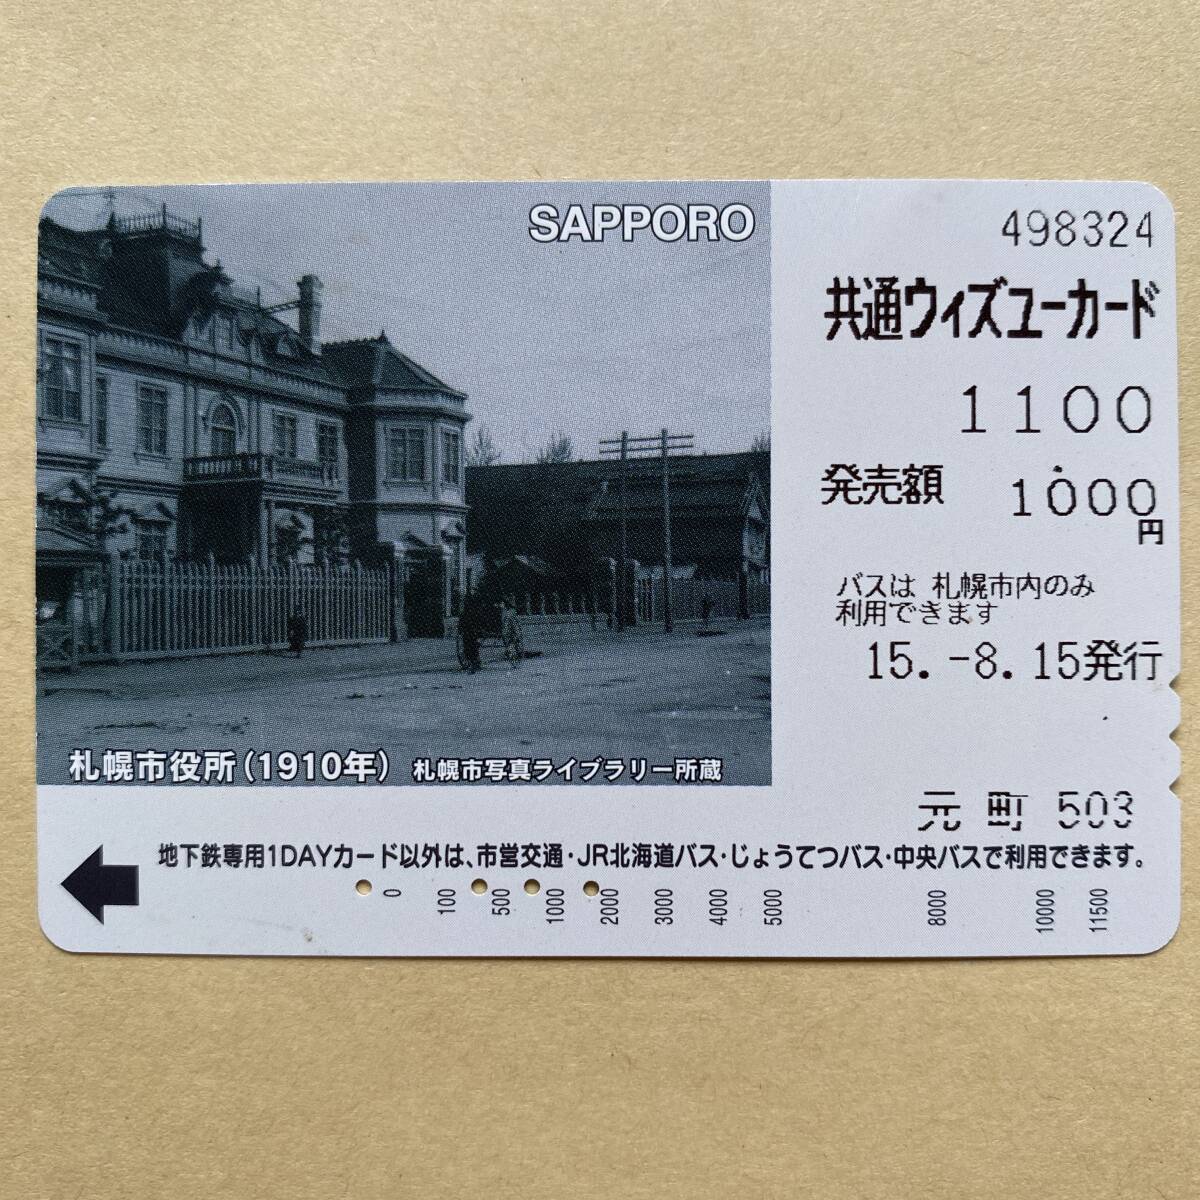 SAPPORO
498324
共通ウィズユーカード
1100
発売額 1000円
バスは 札幌市内のみ
利用できます
15.-8.15発行
札幌市役所(1910年) 札幌市写真ライブラリー所蔵
元町 503
地下鉄専用1DAYカード以外は、市営交通・JR北海道バス・じょうてつバス・中央バスで利用できます。
0 100 500 1000 2000 3000 4000 5000 8000 10000 11500